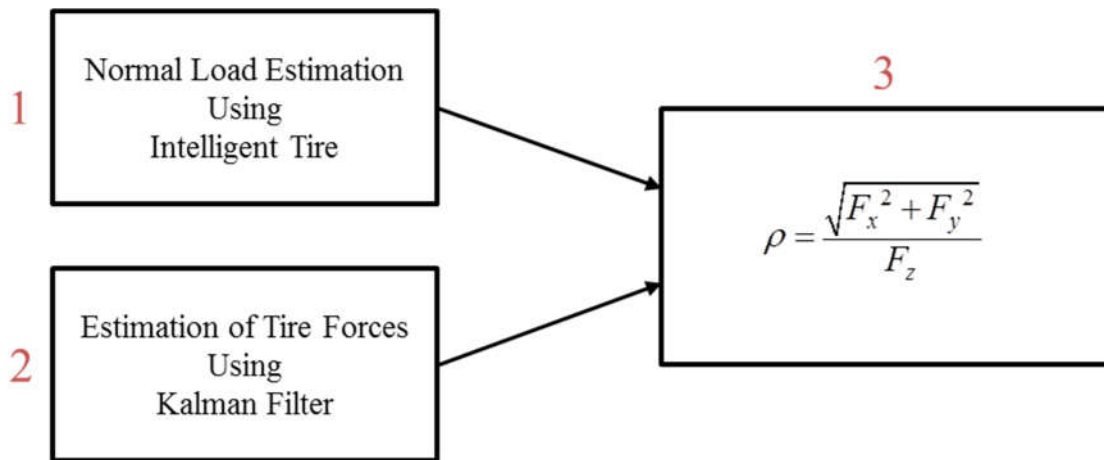 1
Normal Load Estimation
Using
Intelligent Tire
2
Estimation of Tire Forces
Using
Kalman Filter
3
ρ = √(Fx² + Fy²) / Fz